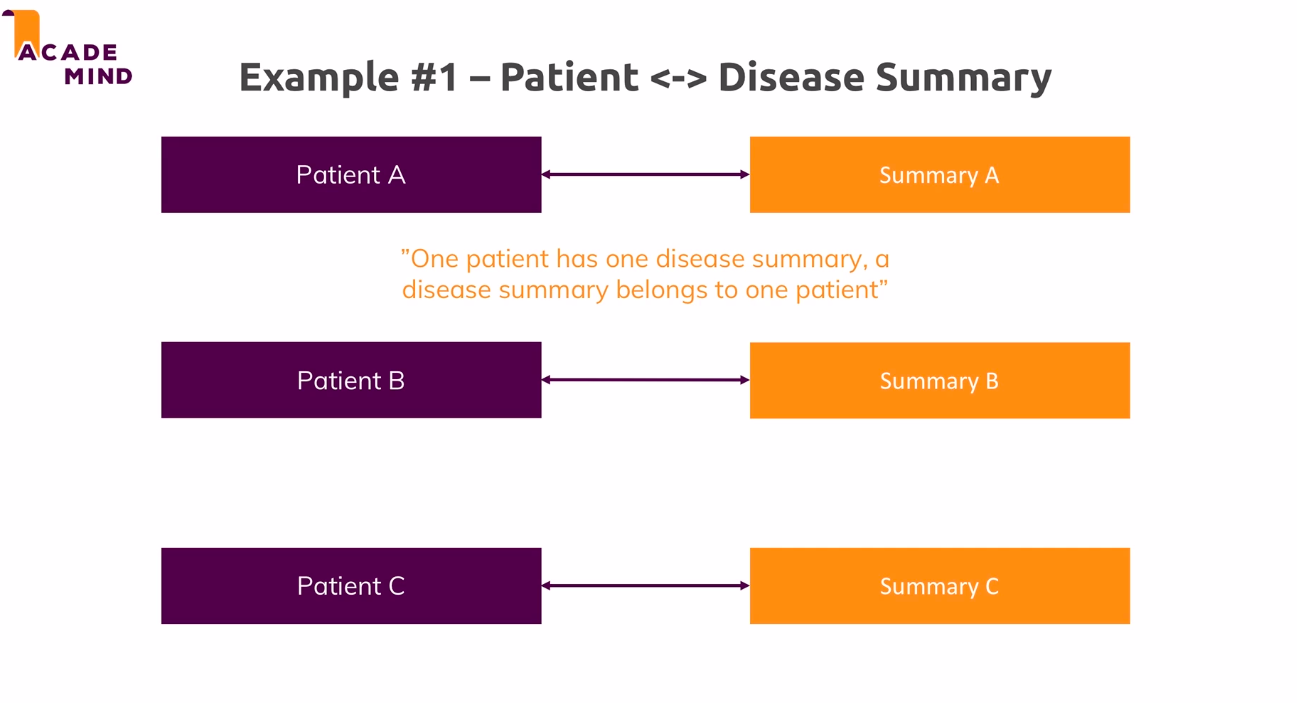 ACADE
MIND
Example #1 – Patient <-> Disease Summary
Patient A
Summary A
”One patient has one disease summary, a
disease summary belongs to one patient”
Patient B
Summary B
Patient C
Summary C